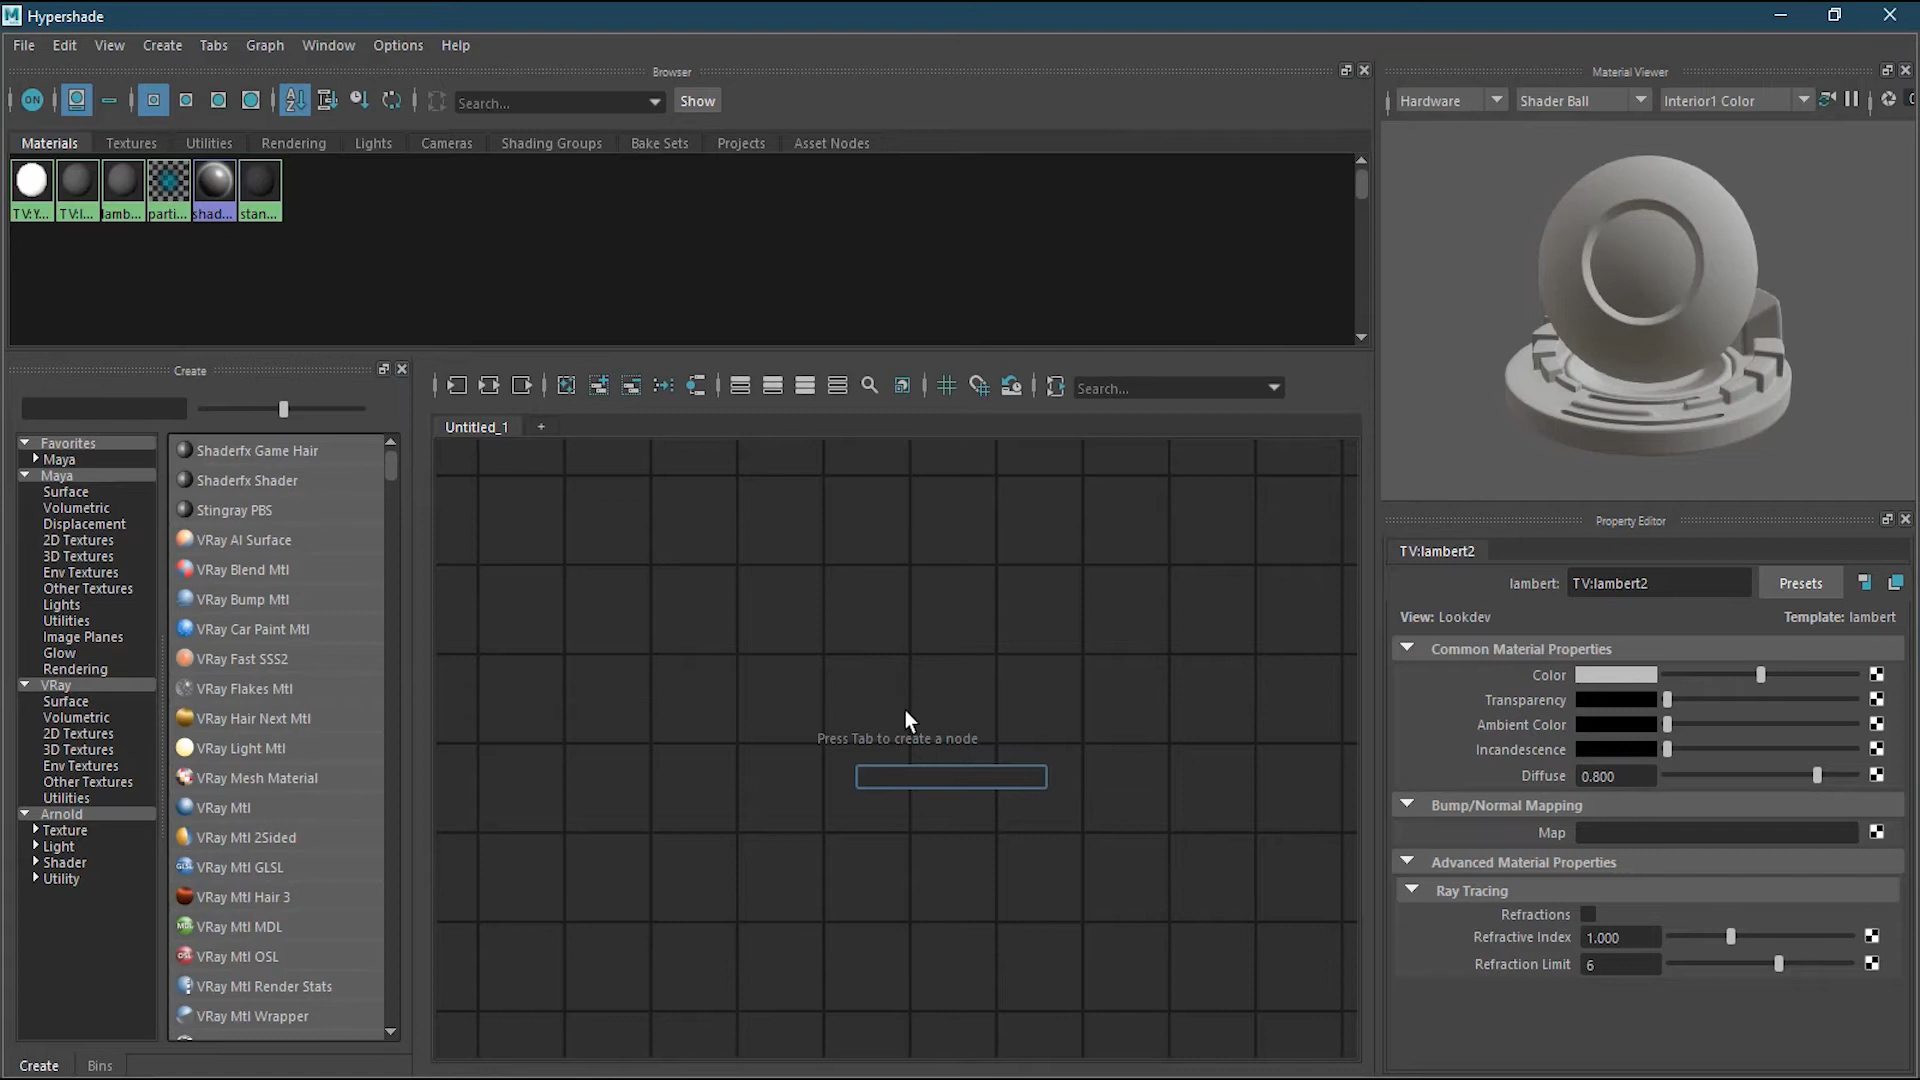 Hypershade
File Edit View Create Tabs Graph Window Options Help
Browser
ON Search... Show
Materials Textures Utilities Rendering Lights Cameras Shading Groups Bake Sets Projects Asset Nodes
TV:Y... TV:l... lamb... parti... shad... stan...
Material Viewer
Hardware Shader Ball Interior1 Color
Create
Favorites
Maya
Maya
Surface
Volumetric
Displacement
2D Textures
3D Textures
Env Textures
Other Textures
Lights
Utilities
Image Planes
Glow
Rendering
VRay
Surface
Volumetric
2D Textures
3D Textures
Env Textures
Other Textures
Utilities
Arnold
Texture
Light
Shader
Utility
Shaderfx Game Hair
Shaderfx Shader
Stingray PBS
VRay Al Surface
VRay Blend Mtl
VRay Bump Mtl
VRay Car Paint Mtl
VRay Fast SSS2
VRay Flakes Mtl
VRay Hair Next Mtl
VRay Light Mtl
VRay Mesh Material
VRay Mtl
VRay Mtl 2Sided
VRay Mtl GLSL
VRay Mtl Hair 3
VRay Mtl MDL
VRay Mtl OSL
VRay Mtl Render Stats
VRay Mtl Wrapper
Create Bins
Search...
Untitled_1 +
Press Tab to create a node
Property Editor
TV:lambert2
lambert: TV:lambert2 Presets
View: Lookdev Template: lambert
Common Material Properties
Color
Transparency
Ambient Color
Incandescence
Diffuse 0.800
Bump/Normal Mapping
Map
Advanced Material Properties
Ray Tracing
Refractions
Refractive Index 1.000
Refraction Limit 6